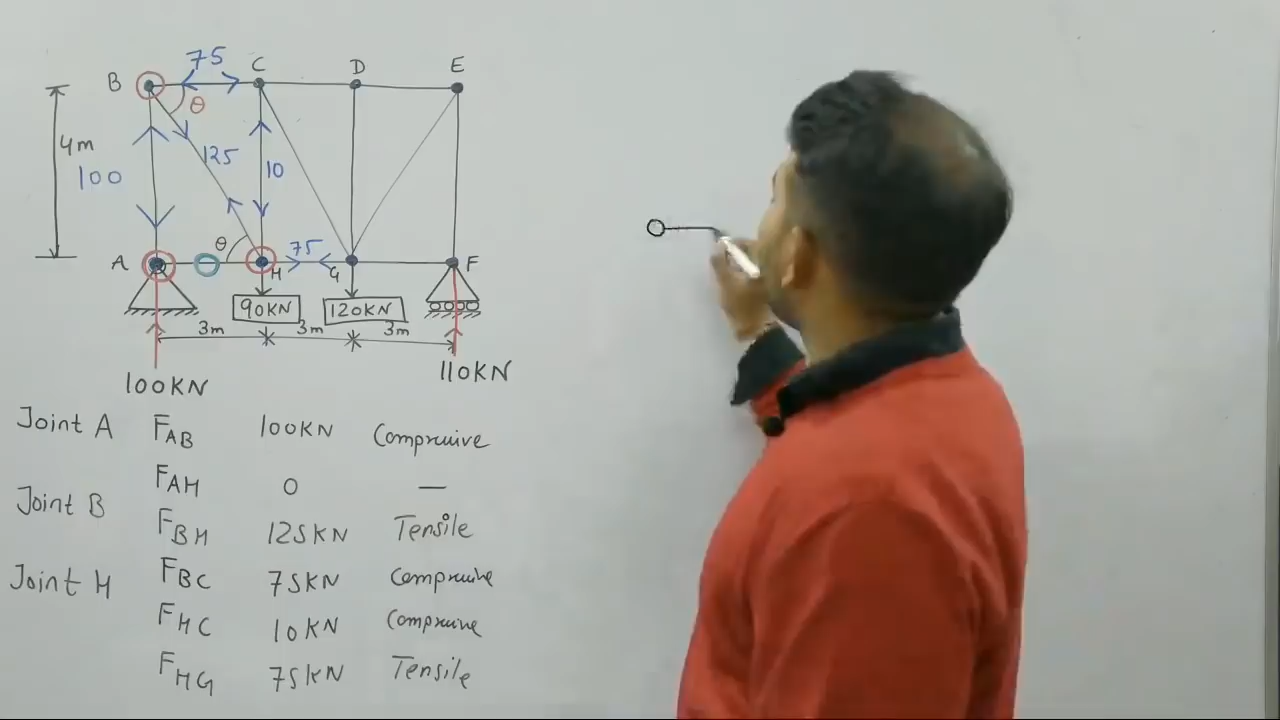 75
B C D E
θ
4m
125
10
100
θ
75
A H G F
90KN 120KN
3m 3m 3m
100KN 110KN
Joint A FAB 100KN Compressive
FAH 0 —
Joint B
FBH 125KN Tensile
Joint H FBC 75KN Compressive
FHC 10KN Compressive
FHG 75KN Tensile